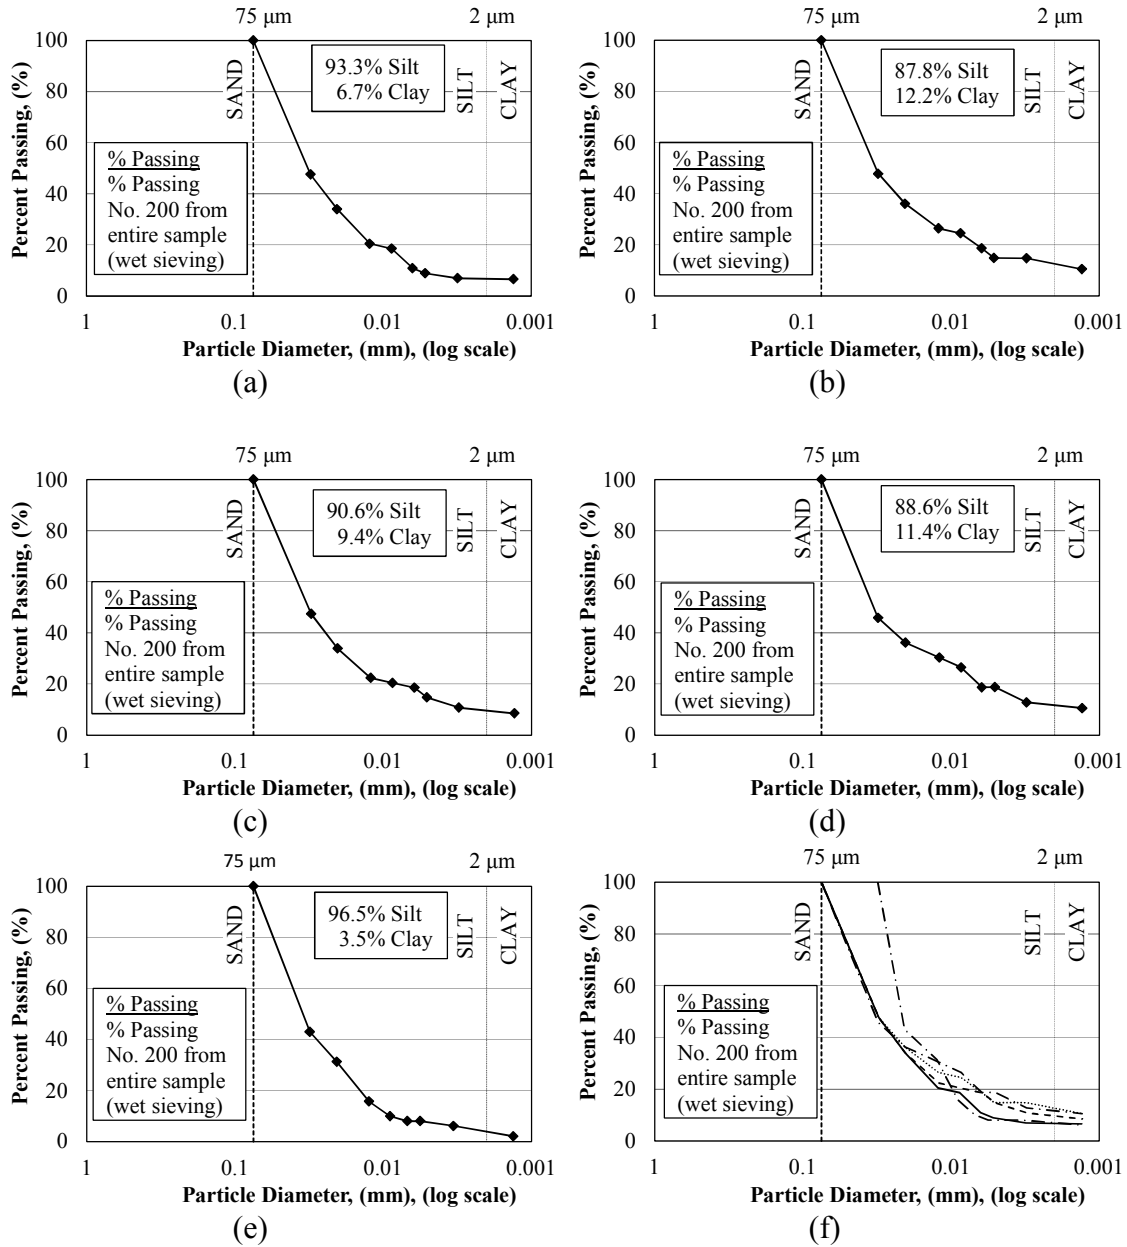 75 μm 2 μm
100
80
60
40
20
0
Percent Passing, (%)
SAND
93.3% Silt
6.7% Clay
SILT
CLAY
% Passing
% Passing
No. 200 from
entire sample
(wet sieving)
1 0.1 0.01 0.001
Particle Diameter, (mm), (log scale)
(a)
75 μm 2 μm
100
80
60
40
20
0
Percent Passing, (%)
SAND
87.8% Silt
12.2% Clay
SILT
CLAY
% Passing
% Passing
No. 200 from
entire sample
(wet sieving)
1 0.1 0.01 0.001
Particle Diameter, (mm), (log scale)
(b)
75 μm 2 μm
100
80
60
40
20
0
Percent Passing, (%)
SAND
90.6% Silt
9.4% Clay
SILT
CLAY
% Passing
% Passing
No. 200 from
entire sample
(wet sieving)
1 0.1 0.01 0.001
Particle Diameter, (mm), (log scale)
(c)
75 μm 2 μm
100
80
60
40
20
0
Percent Passing, (%)
SAND
88.6% Silt
11.4% Clay
SILT
CLAY
% Passing
% Passing
No. 200 from
entire sample
(wet sieving)
1 0.1 0.01 0.001
Particle Diameter, (mm), (log scale)
(d)
75 μm 2 μm
100
80
60
40
20
0
Percent Passing, (%)
SAND
96.5% Silt
3.5% Clay
SILT
CLAY
% Passing
% Passing
No. 200 from
entire sample
(wet sieving)
1 0.1 0.01 0.001
Particle Diameter, (mm), (log scale)
(e)
75 μm 2 μm
100
80
60
40
20
0
Percent Passing, (%)
SAND
SILT
CLAY
% Passing
% Passing
No. 200 from
entire sample
(wet sieving)
1 0.1 0.01 0.001
Particle Diameter, (mm), (log scale)
(f)